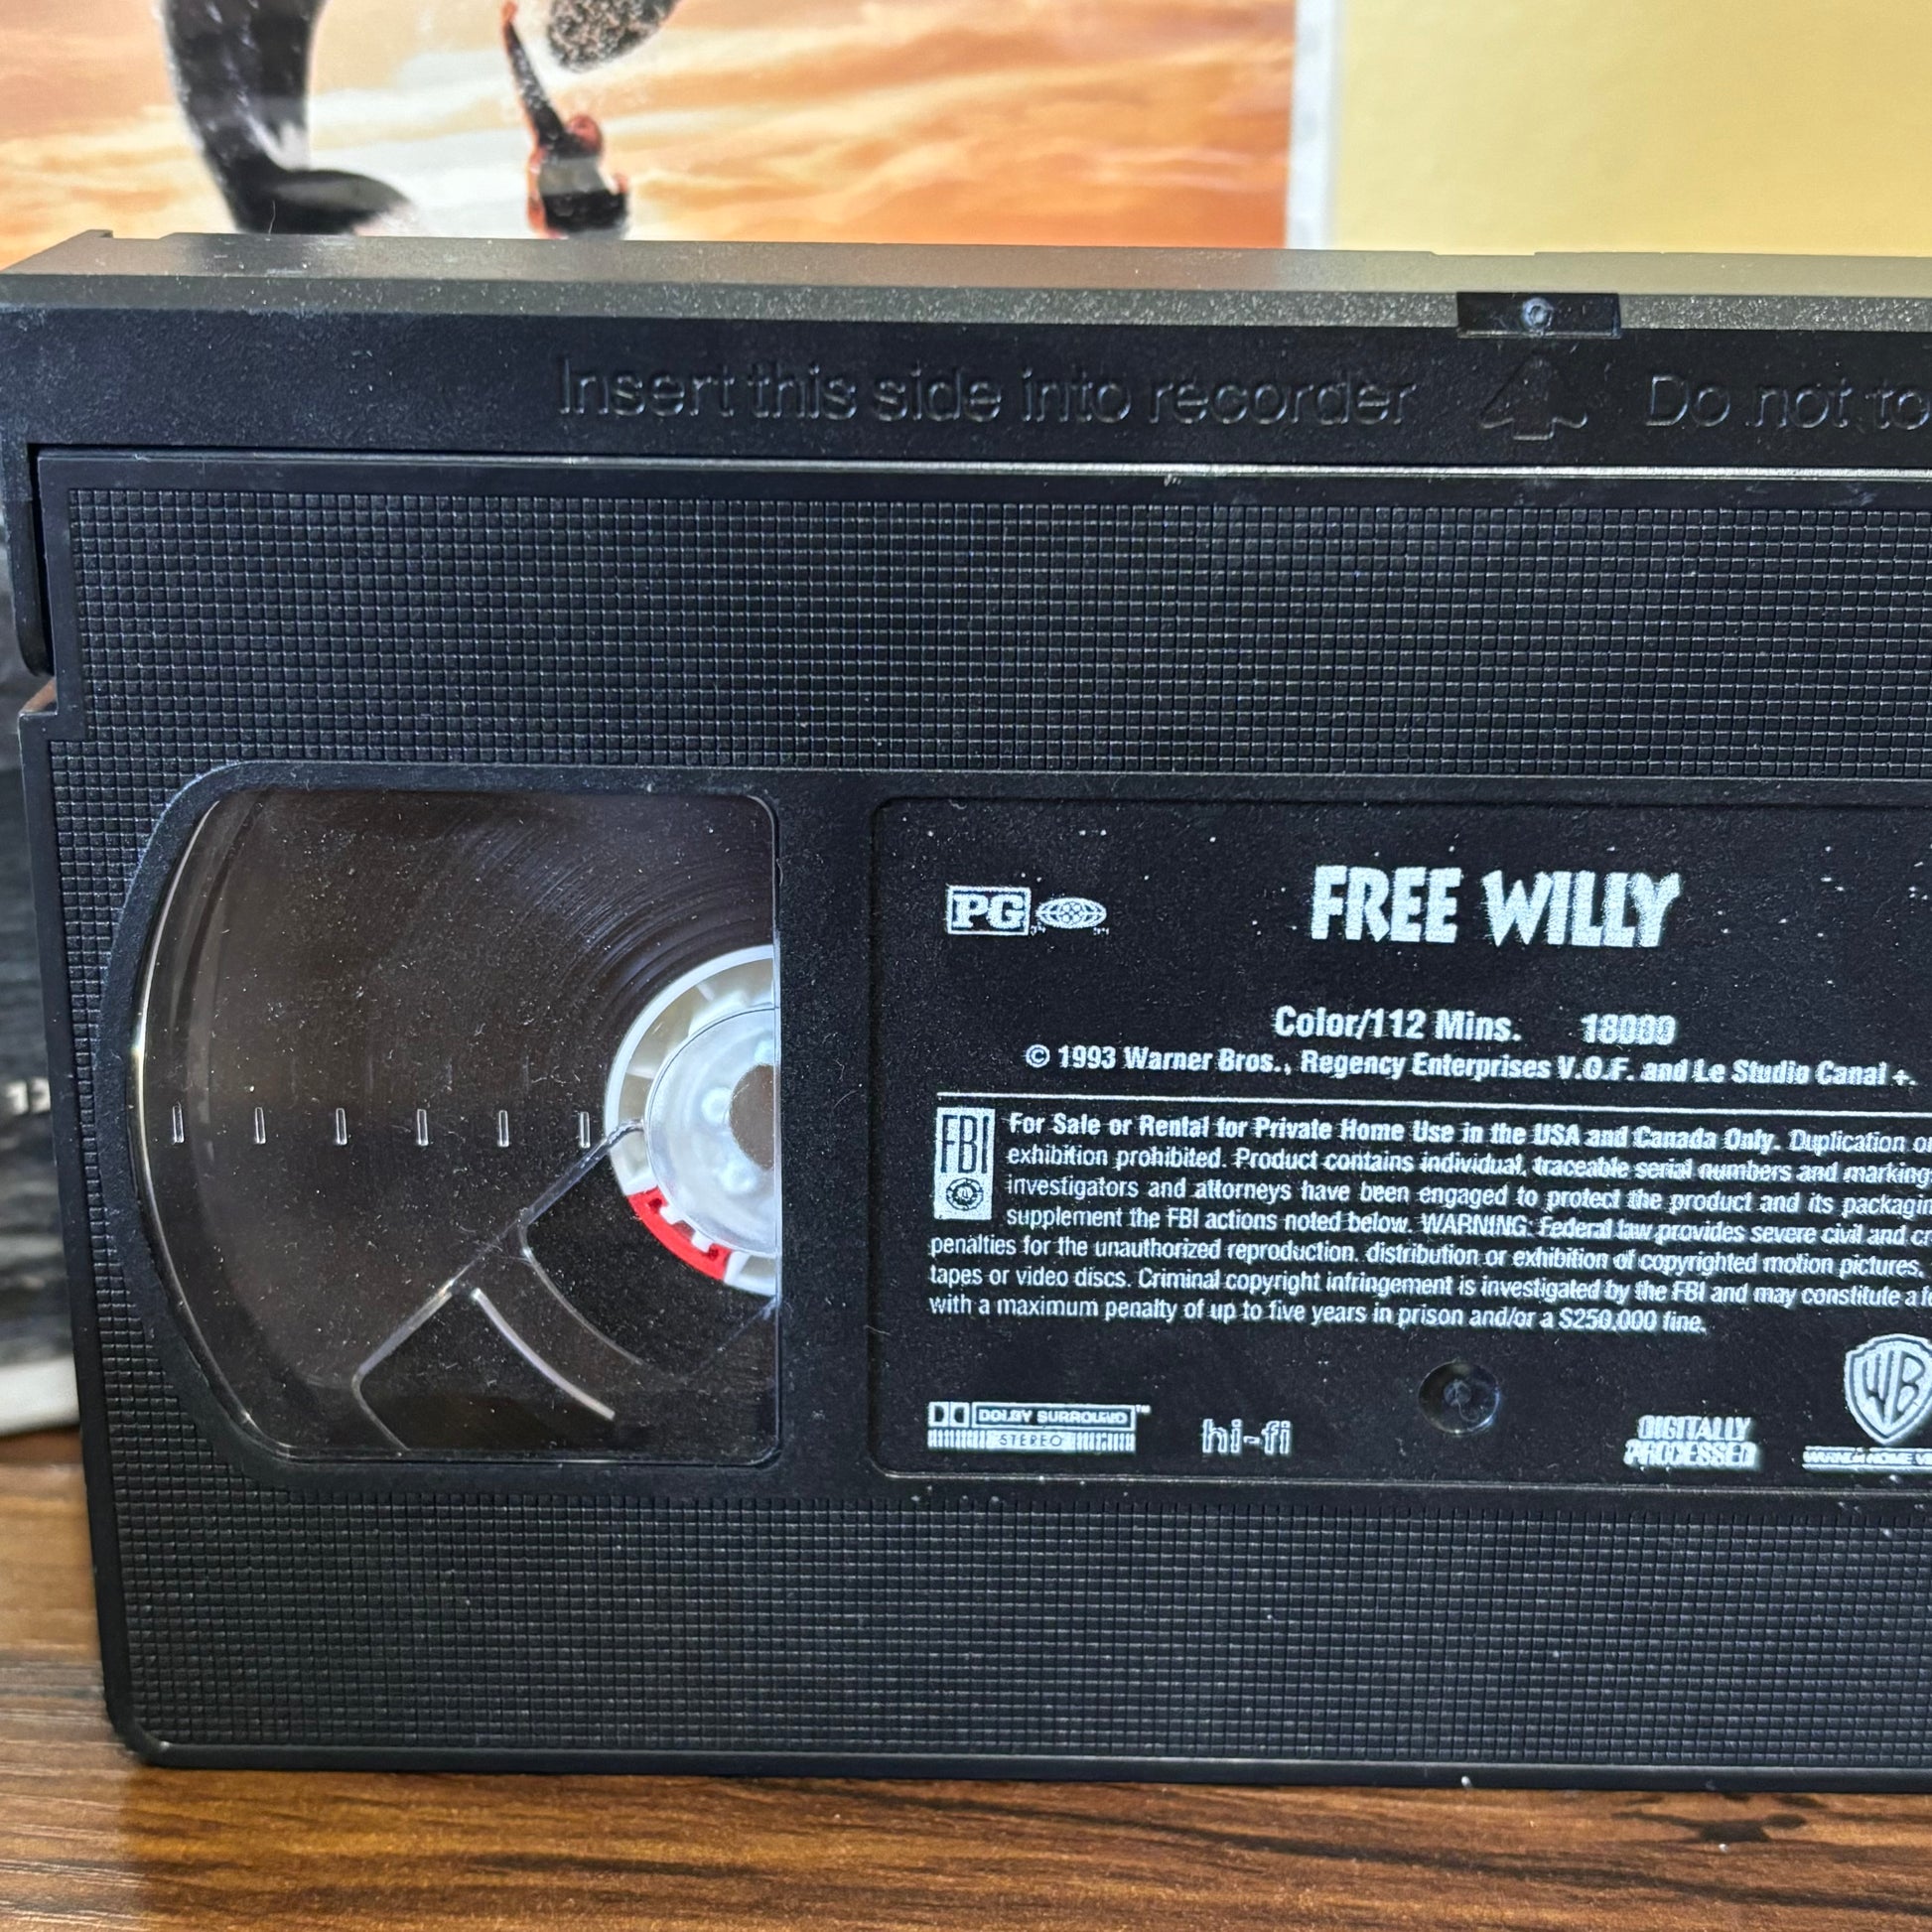 Insert this side into recorder Do not to
PG
FREE WILLY
Color/112 Mins. 18000
© 1993 Warner Bros., Regency Enterprises V.O.F. and Le Studio Canal +.
FBI
For Sale or Rental for Private Home Use in the USA and Canada Only. Duplication or
exhibition prohibited. Product contains individual, traceable serial numbers and marking
investigators and attorneys have been engaged to protect the product and its packagin
supplement the FBI actions noted below. WARNING: Federal law provides severe civil and cr
penalties for the unauthorized reproduction. distribution or exhibition of copyrighted motion pictures,
tapes or video discs. Criminal copyright infringement is investigated by the FBI and may constitute a fe
with a maximum penalty of up to five years in prison and/or a $250,000 fine.
DOLBY SURROUND™
STEREO
hi-fi
DIGITALLY
PROCESSED
WB
WARNER HOME VI
12